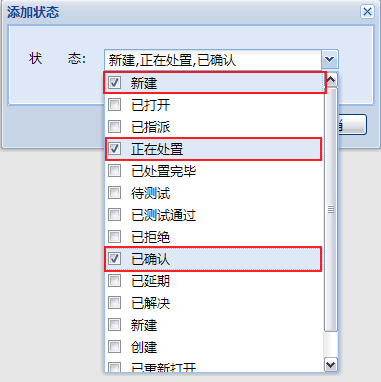 添加状态
状 态: 新建,正在处置,已确认
新建
已打开
已指派
正在处置
已处置完毕
待测试
已测试通过
已拒绝
已确认
已延期
已解决
新建
创建
已重新打开